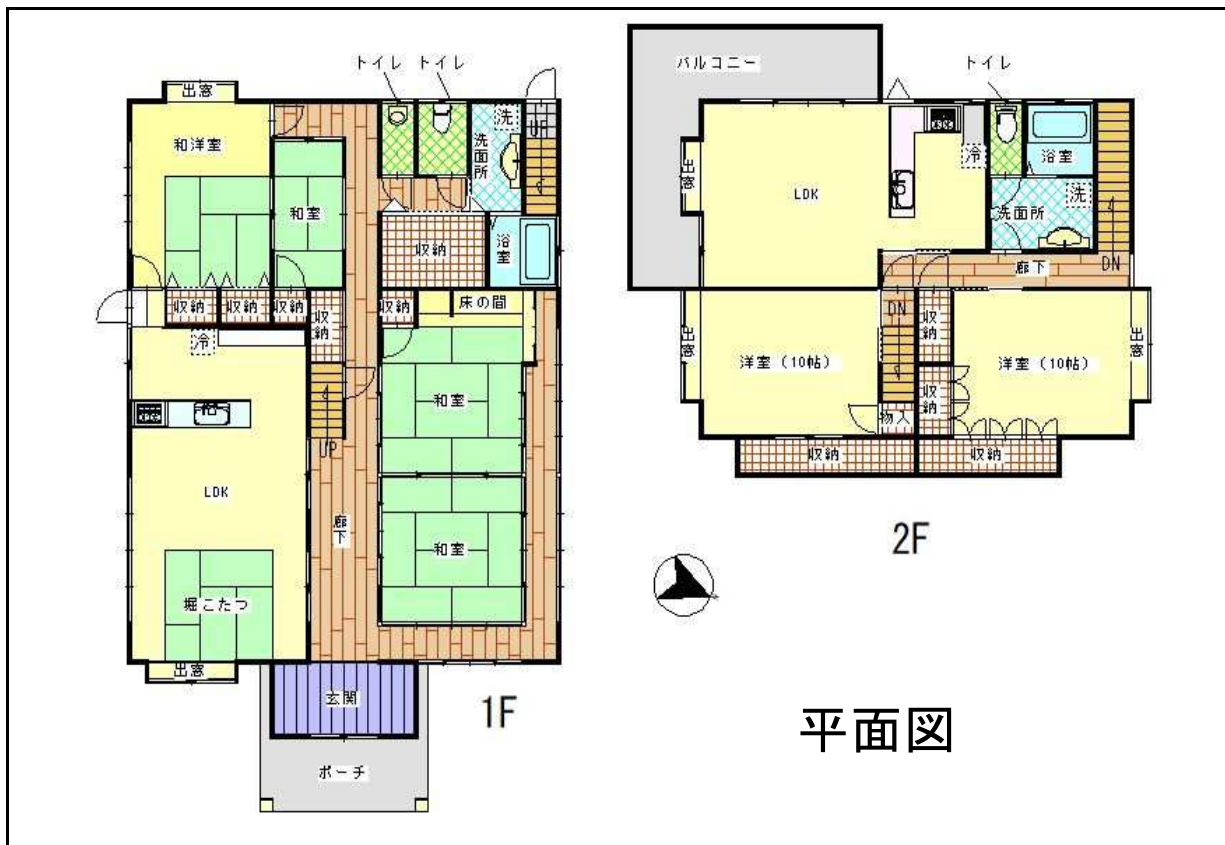 トイレ
トイレ
出窓
和洋室
洗
UP
洗面所
和室
収納
浴室
収納
収納
収納
収納
収納
床の間
冷
和室
UP
LDK
廊下
和室
堀こたつ
出窓
玄関
ポーチ
1F
バルコニー
トイレ
冷
浴室
出窓
LDK
洗
洗面所
廊下
DN
DN
収納
出窓
洋室(10帖)
洋室(10帖)
出窓
収納
物入
収納
収納
2F
平面図